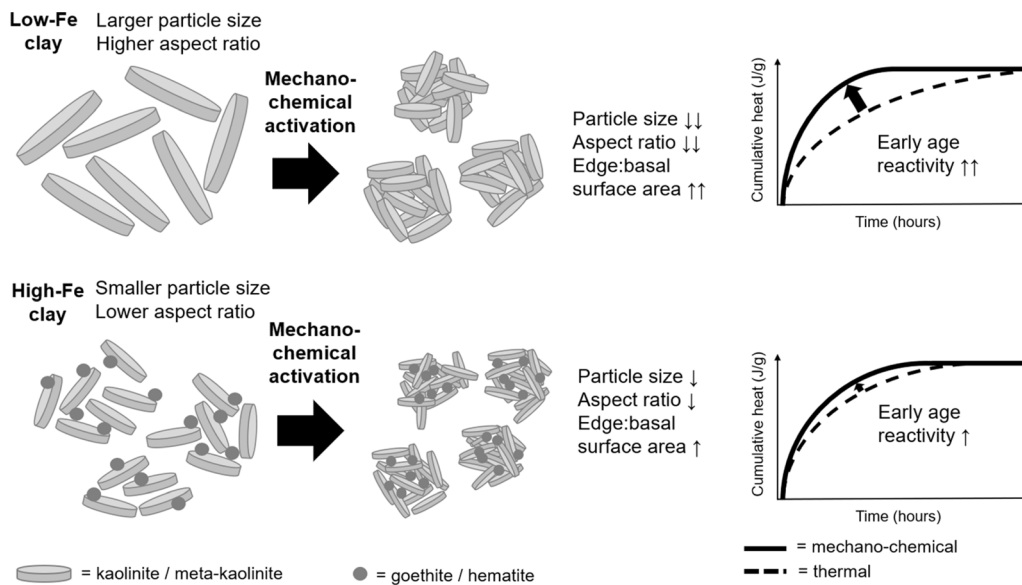 Low-Fe
clay
Larger particle size
Higher aspect ratio
Mechano-
chemical
activation
Particle size ↓↓
Aspect ratio ↓↓
Edge:basal
surface area ↑↑
Cumulative heat (J/g)
Early age
reactivity ↑↑
Time (hours)
High-Fe
clay
Smaller particle size
Lower aspect ratio
Mechano-
chemical
activation
Particle size ↓
Aspect ratio ↓
Edge:basal
surface area ↑
Cumulative heat (J/g)
Early age
reactivity ↑
Time (hours)
= kaolinite / meta-kaolinite
= goethite / hematite
= mechano-chemical
= thermal